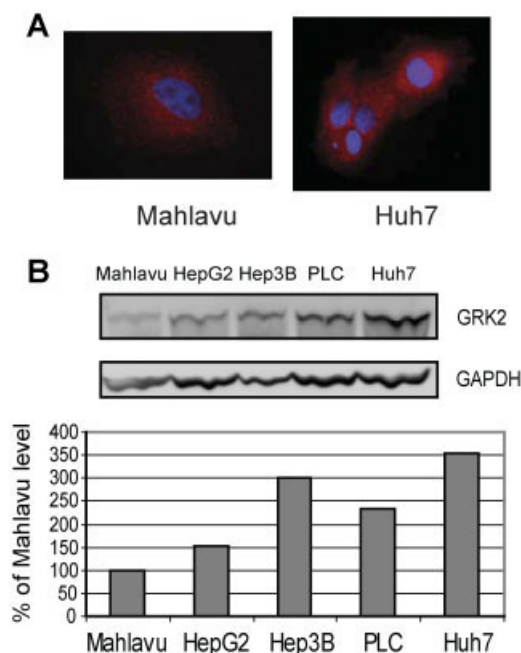 A
Mahlavu Huh7
B
Mahlavu HepG2 Hep3B PLC Huh7
GRK2
GAPDH
% of Mahlavu level
400
350
300
250
200
150
100
50
0
Mahlavu HepG2 Hep3B PLC Huh7